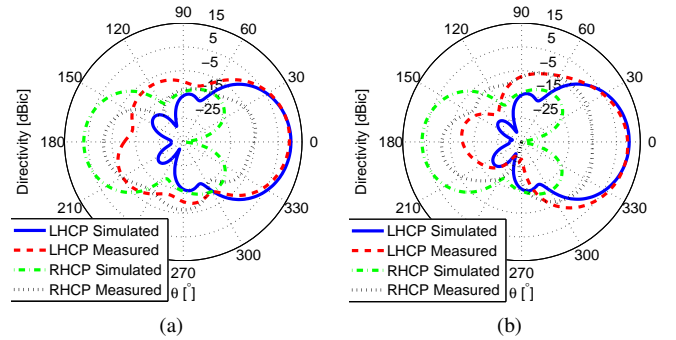 90
15
120
60
5
−5
150
30
−15
−25
Directivity [dBic]
180
0
210
330
LHCP Simulated
LHCP Measured
RHCP Simulated
RHCP Measured
300
270
θ [°]
(a)
90
15
120
60
5
−5
150
30
−15
−25
Directivity [dBic]
180
0
210
330
LHCP Simulated
LHCP Measured
RHCP Simulated
RHCP Measured
300
270
θ [°]
(b)